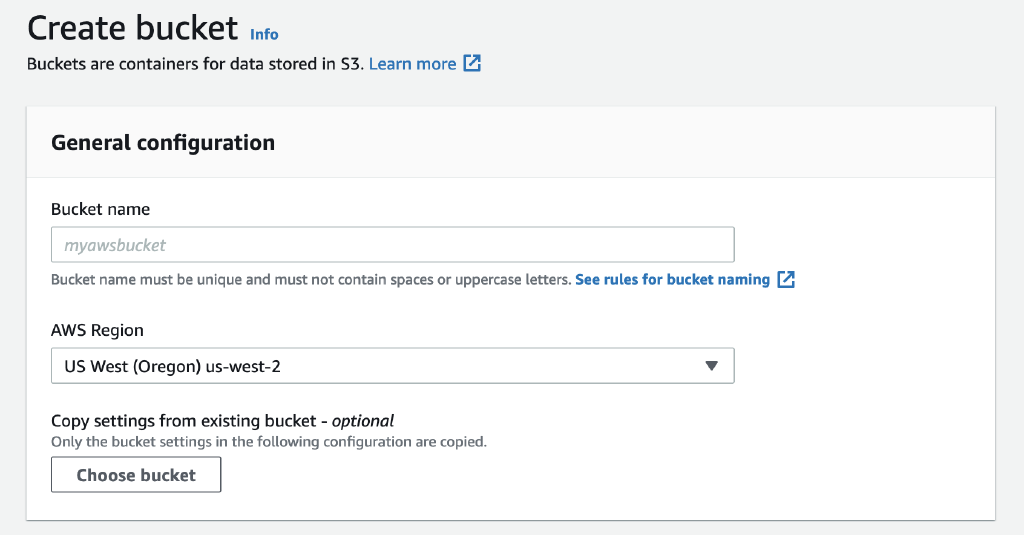 Create bucket Info
Buckets are containers for data stored in S3. Learn more
General configuration
Bucket name
myawsbucket
Bucket name must be unique and must not contain spaces or uppercase letters. See rules for bucket naming
AWS Region
US West (Oregon) us-west-2
Copy settings from existing bucket - optional
Only the bucket settings in the following configuration are copied.
Choose bucket